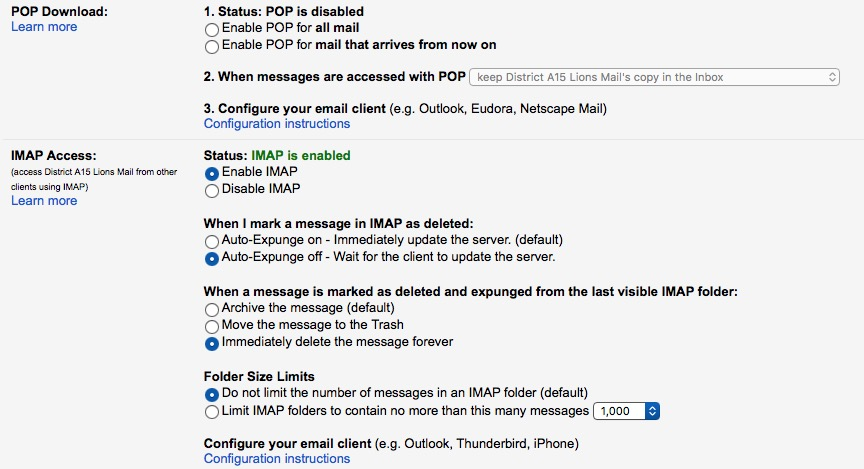 POP Download:
Learn more
1. Status: POP is disabled
Enable POP for all mail
Enable POP for mail that arrives from now on
2. When messages are accessed with POP keep District A15 Lions Mail's copy in the Inbox
3. Configure your email client (e.g. Outlook, Eudora, Netscape Mail)
Configuration instructions
IMAP Access:
(access District A15 Lions Mail from other
clients using IMAP)
Learn more
Status: IMAP is enabled
Enable IMAP
Disable IMAP
When I mark a message in IMAP as deleted:
Auto-Expunge on - Immediately update the server. (default)
Auto-Expunge off - Wait for the client to update the server.
When a message is marked as deleted and expunged from the last visible IMAP folder:
Archive the message (default)
Move the message to the Trash
Immediately delete the message forever
Folder Size Limits
Do not limit the number of messages in an IMAP folder (default)
Limit IMAP folders to contain no more than this many messages 1,000
Configure your email client (e.g. Outlook, Thunderbird, iPhone)
Configuration instructions